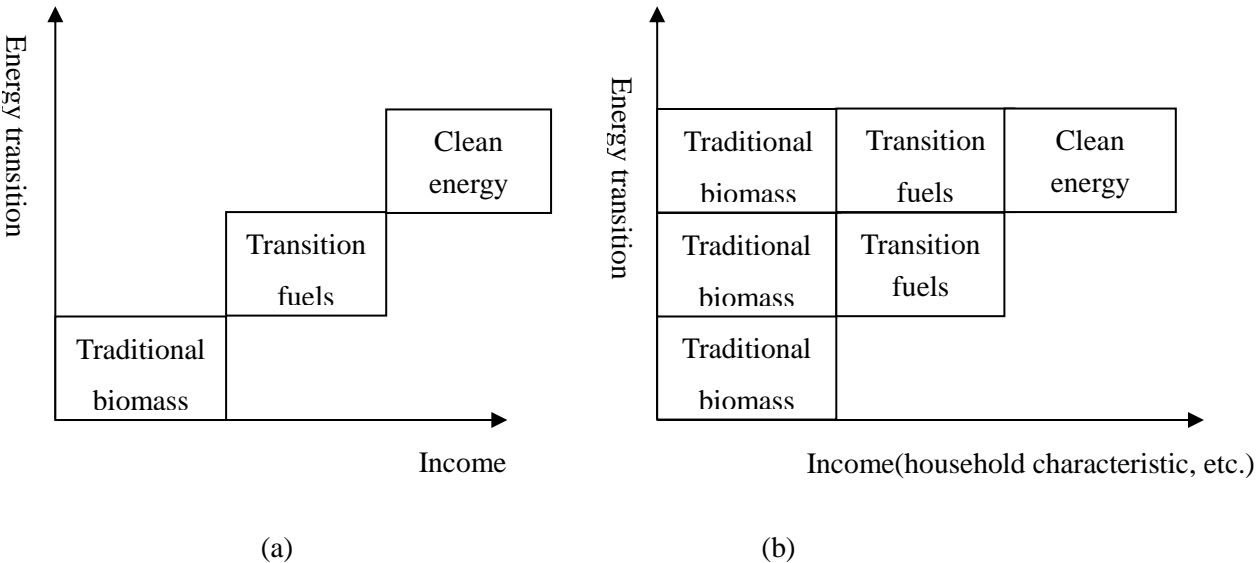 Energy transition
Clean
energy
Transition
fuels
Traditional
biomass
Income
(a)
Energy transition
Traditional
biomass
Transition
fuels
Clean
energy
Traditional
biomass
Transition
fuels
Traditional
biomass
Income(household characteristic, etc.)
(b)